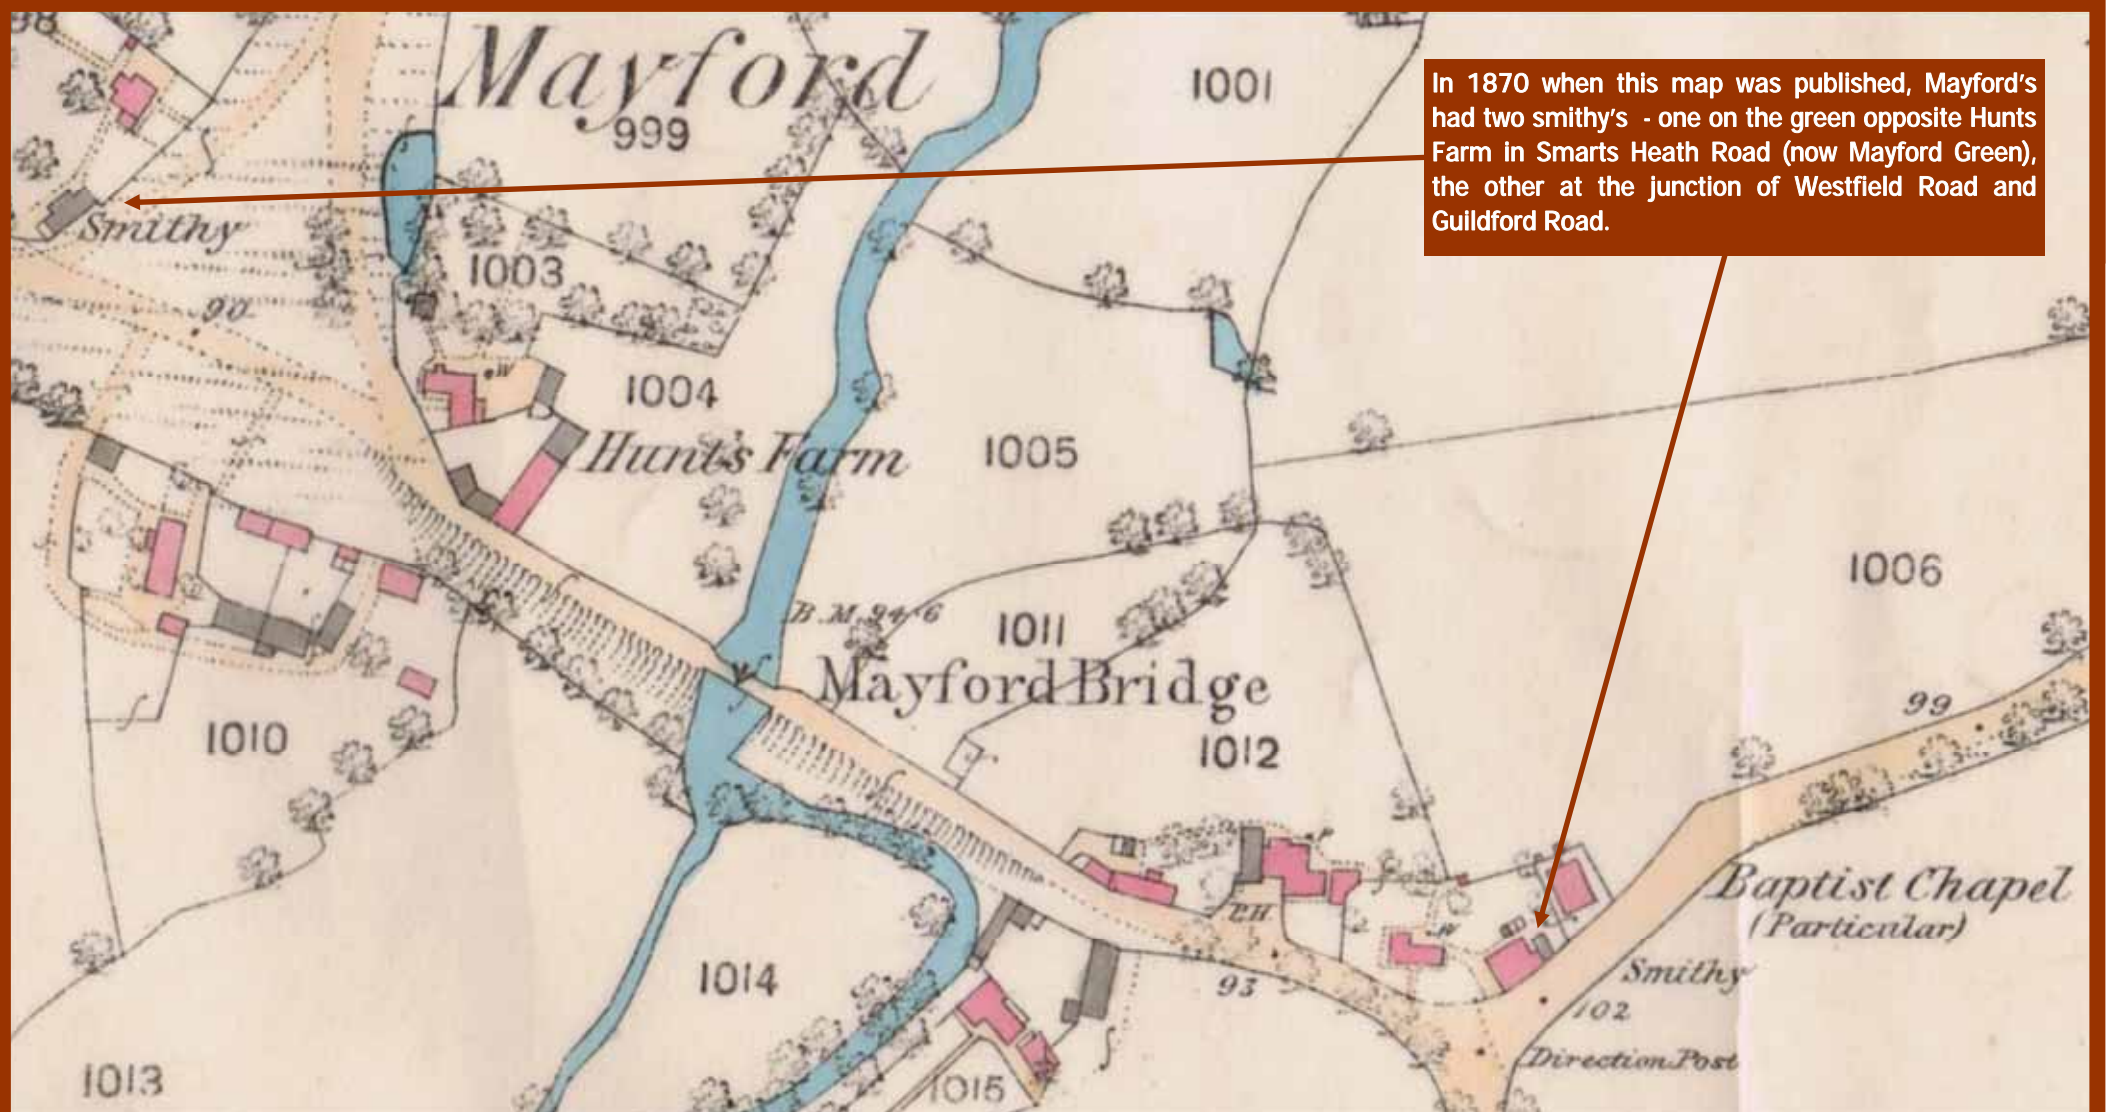 98
Mayford
999
1001
In 1870 when this map was published, Mayford's
had two smithy's - one on the green opposite Hunts
Farm in Smarts Heath Road (now Mayford Green),
the other at the junction of Westfield Road and
Guildford Road.
Smithy
1003
90
W
1004
Hunt's Farm
1005
1006
B.M. 94.6
1011
Mayford Bridge
99
1010
1012
P
Baptist Chapel
(Particular)
P.H.
W
1014
93
Smithy
102
Direction Post
1013
1015